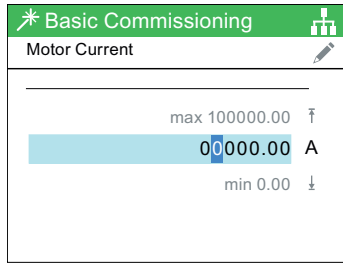 Basic Commissioning
Motor Current
max 100000.00
00000.00 A
min 0.00